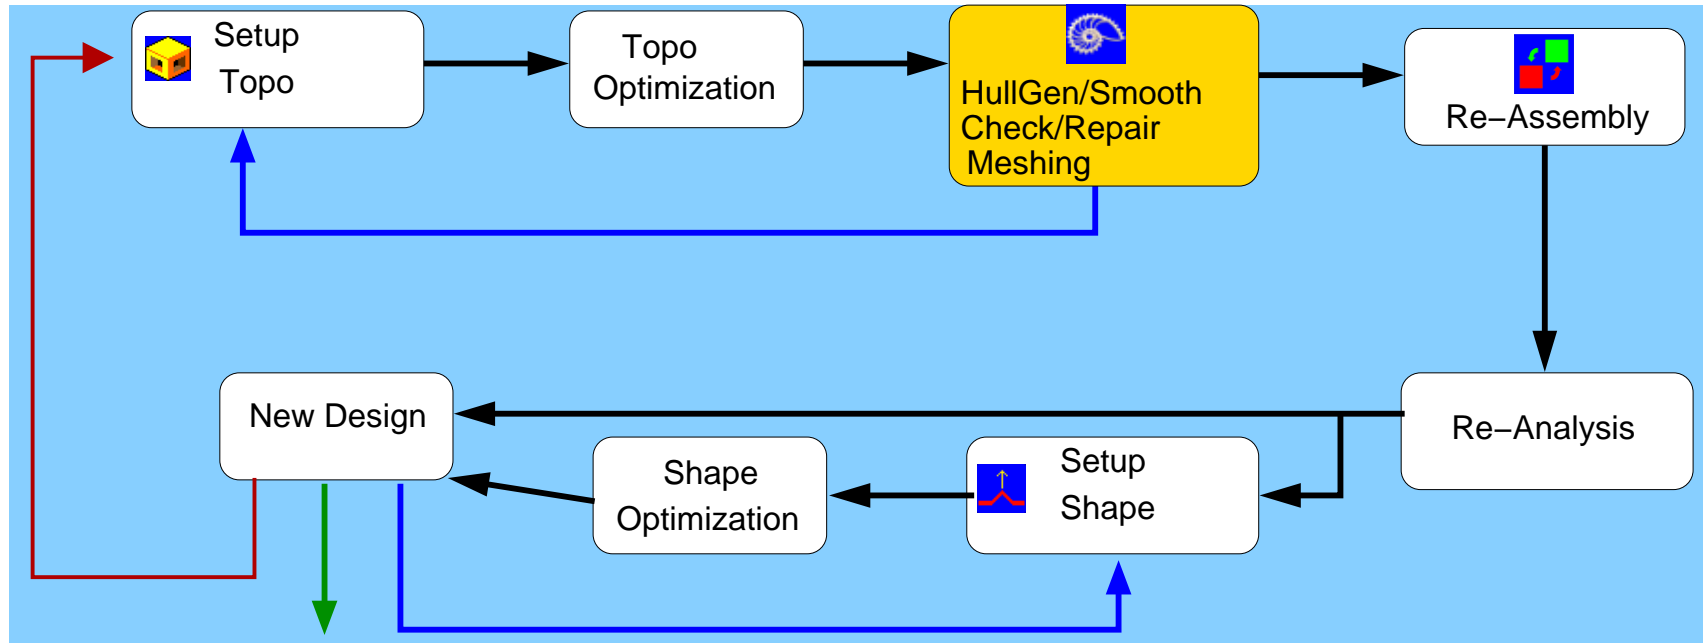 Setup
Topo
Topo
Optimization
HullGen/Smooth
Check/Repair
Meshing
Re−Assembly
New Design
Shape
Optimization
Setup
Shape
Re−Analysis